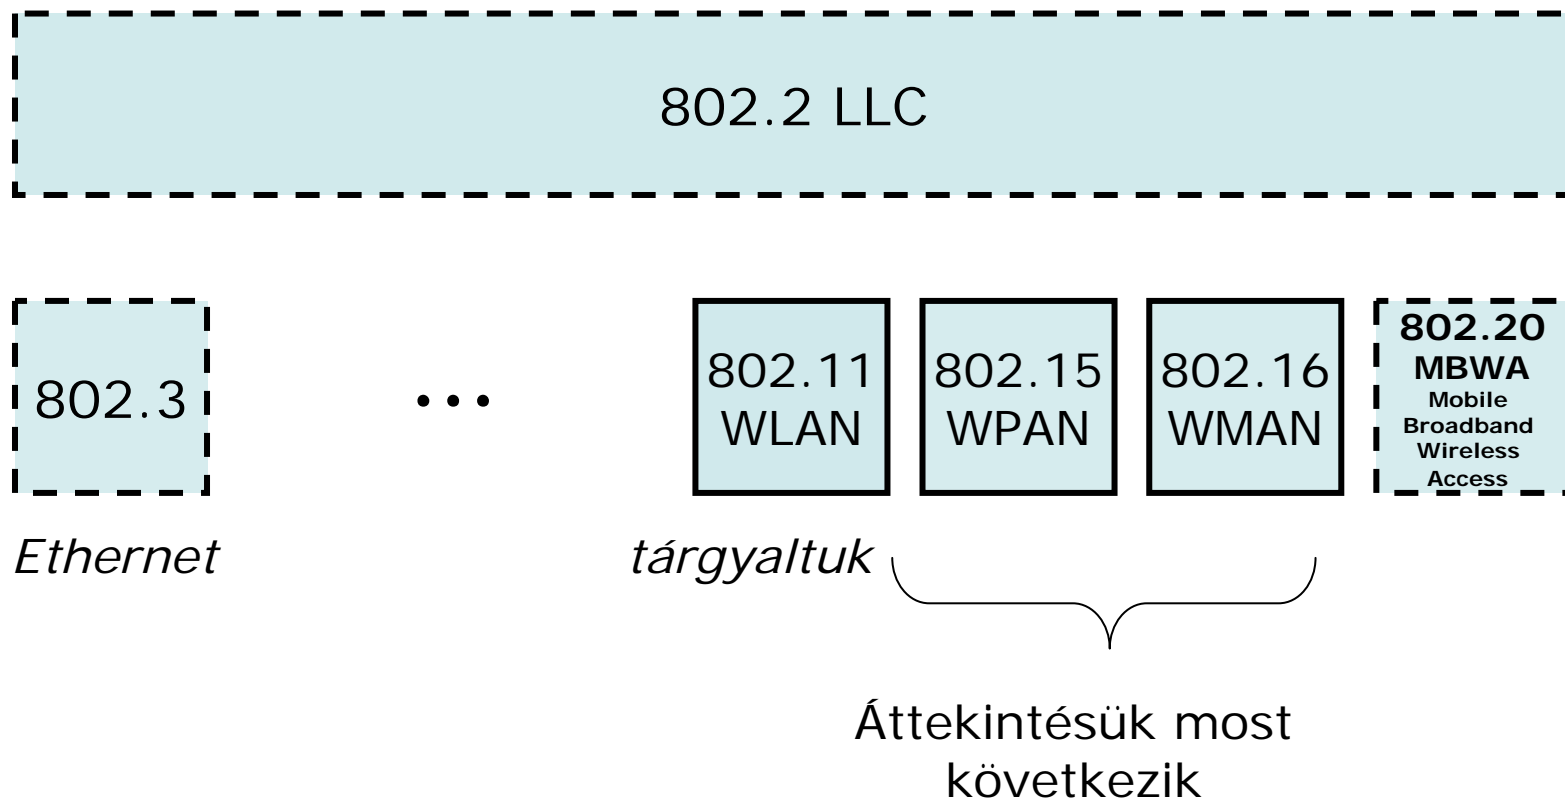 802.2 LLC
802.3
...
802.11
WLAN
802.15
WPAN
802.16
WMAN
802.20
MBWA
Mobile
Broadband
Wireless
Access
Ethernet
tárgyaltuk
Áttekintésük most
következik